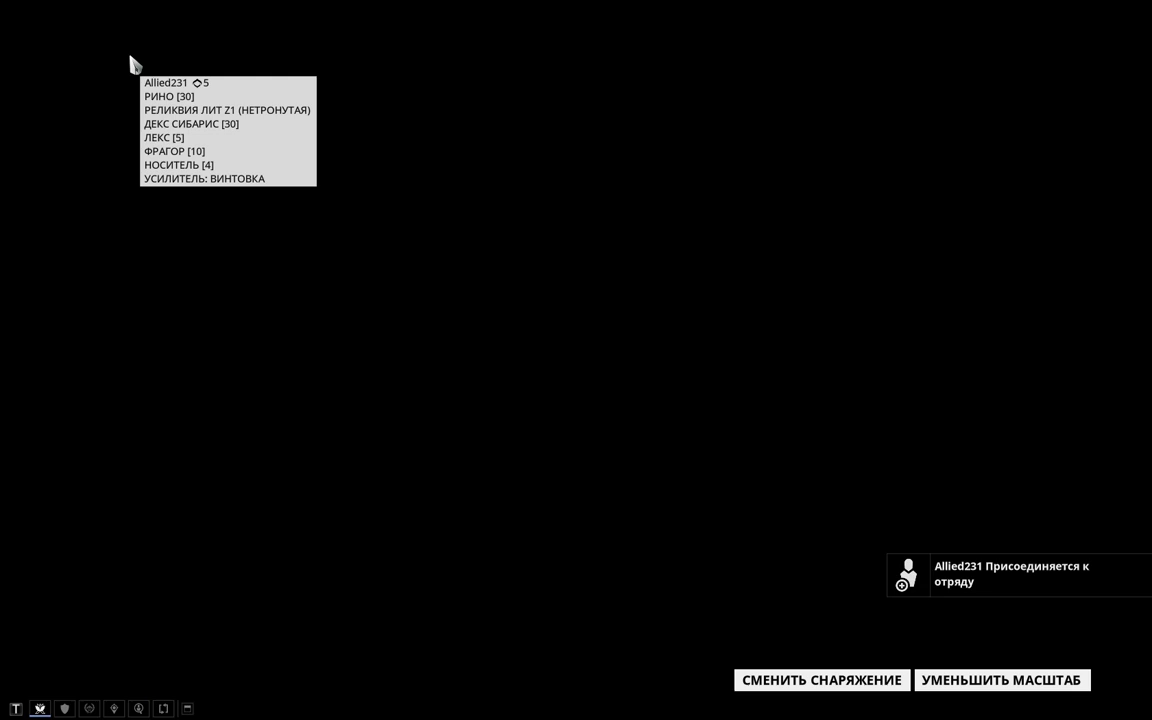 Allied231 5
РИНО [30]
РЕЛИКВИЯ ЛИТ Z1 (НЕТРОНУТАЯ)
ДЕКС СИБАРИС [30]
ЛЕКС [5]
ФРАГОР [10]
НОСИТЕЛЬ [4]
УСИЛИТЕЛЬ: ВИНТОВКА
Allied231 Присоединяется к
отряду
СМЕНИТЬ СНАРЯЖЕНИЕ УМЕНЬШИТЬ МАСШТАБ
T